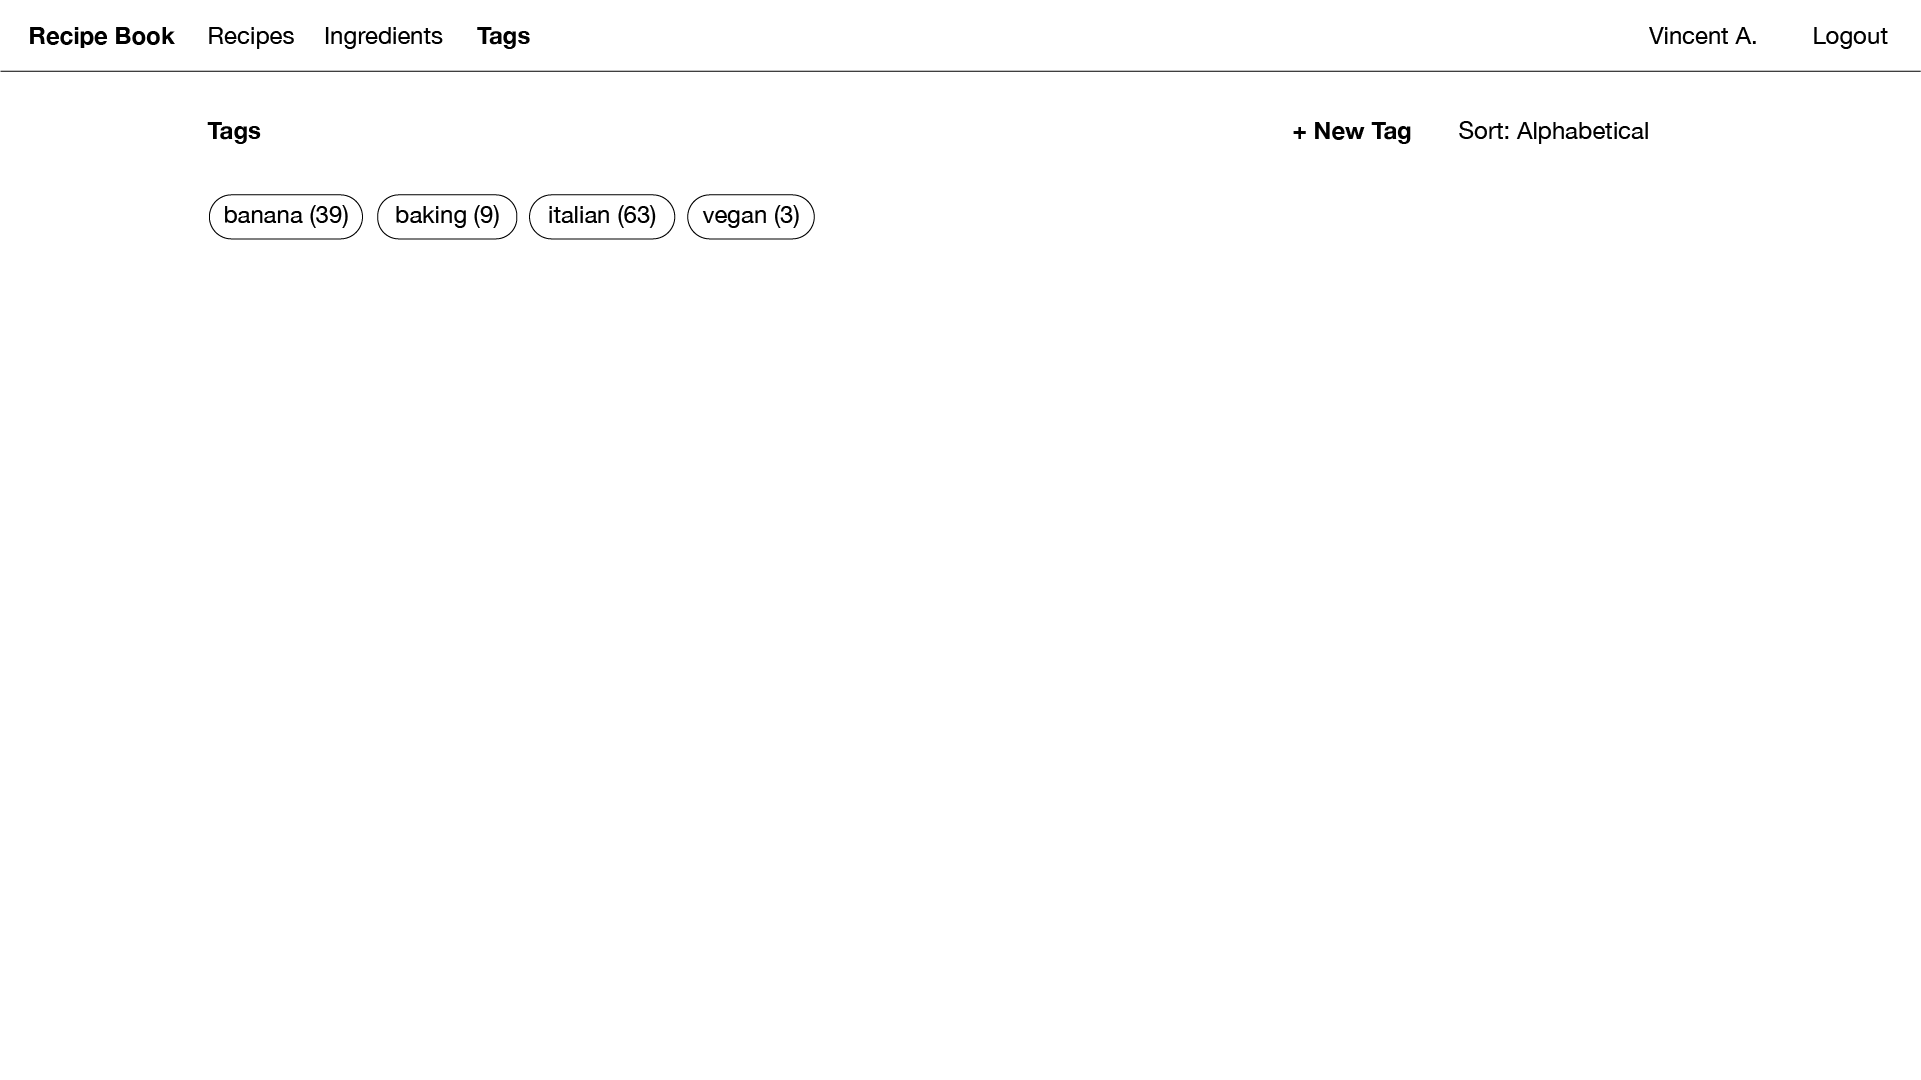 Recipe Book Recipes Ingredients Tags Vincent A. Logout
Tags + New Tag Sort: Alphabetical
banana (39) baking (9) italian (63) vegan (3)